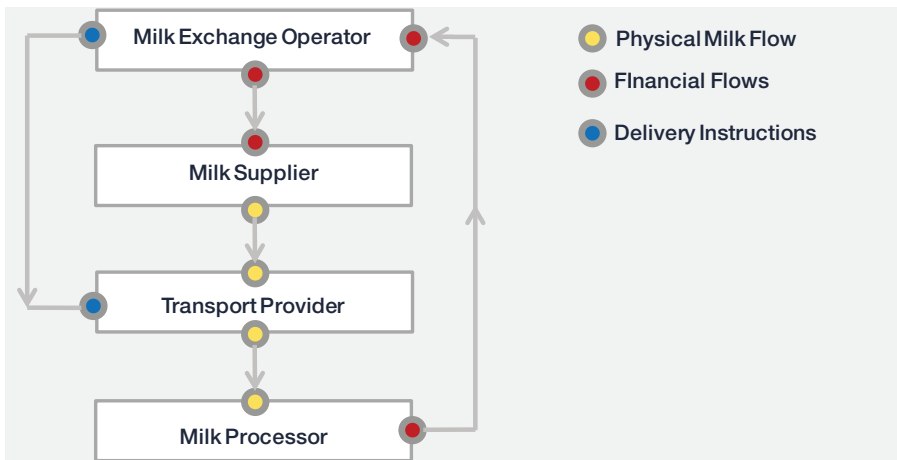 Milk Exchange Operator
Physical Milk Flow
FInancial Flows
Delivery Instructions
Milk Supplier
Transport Provider
Milk Processor